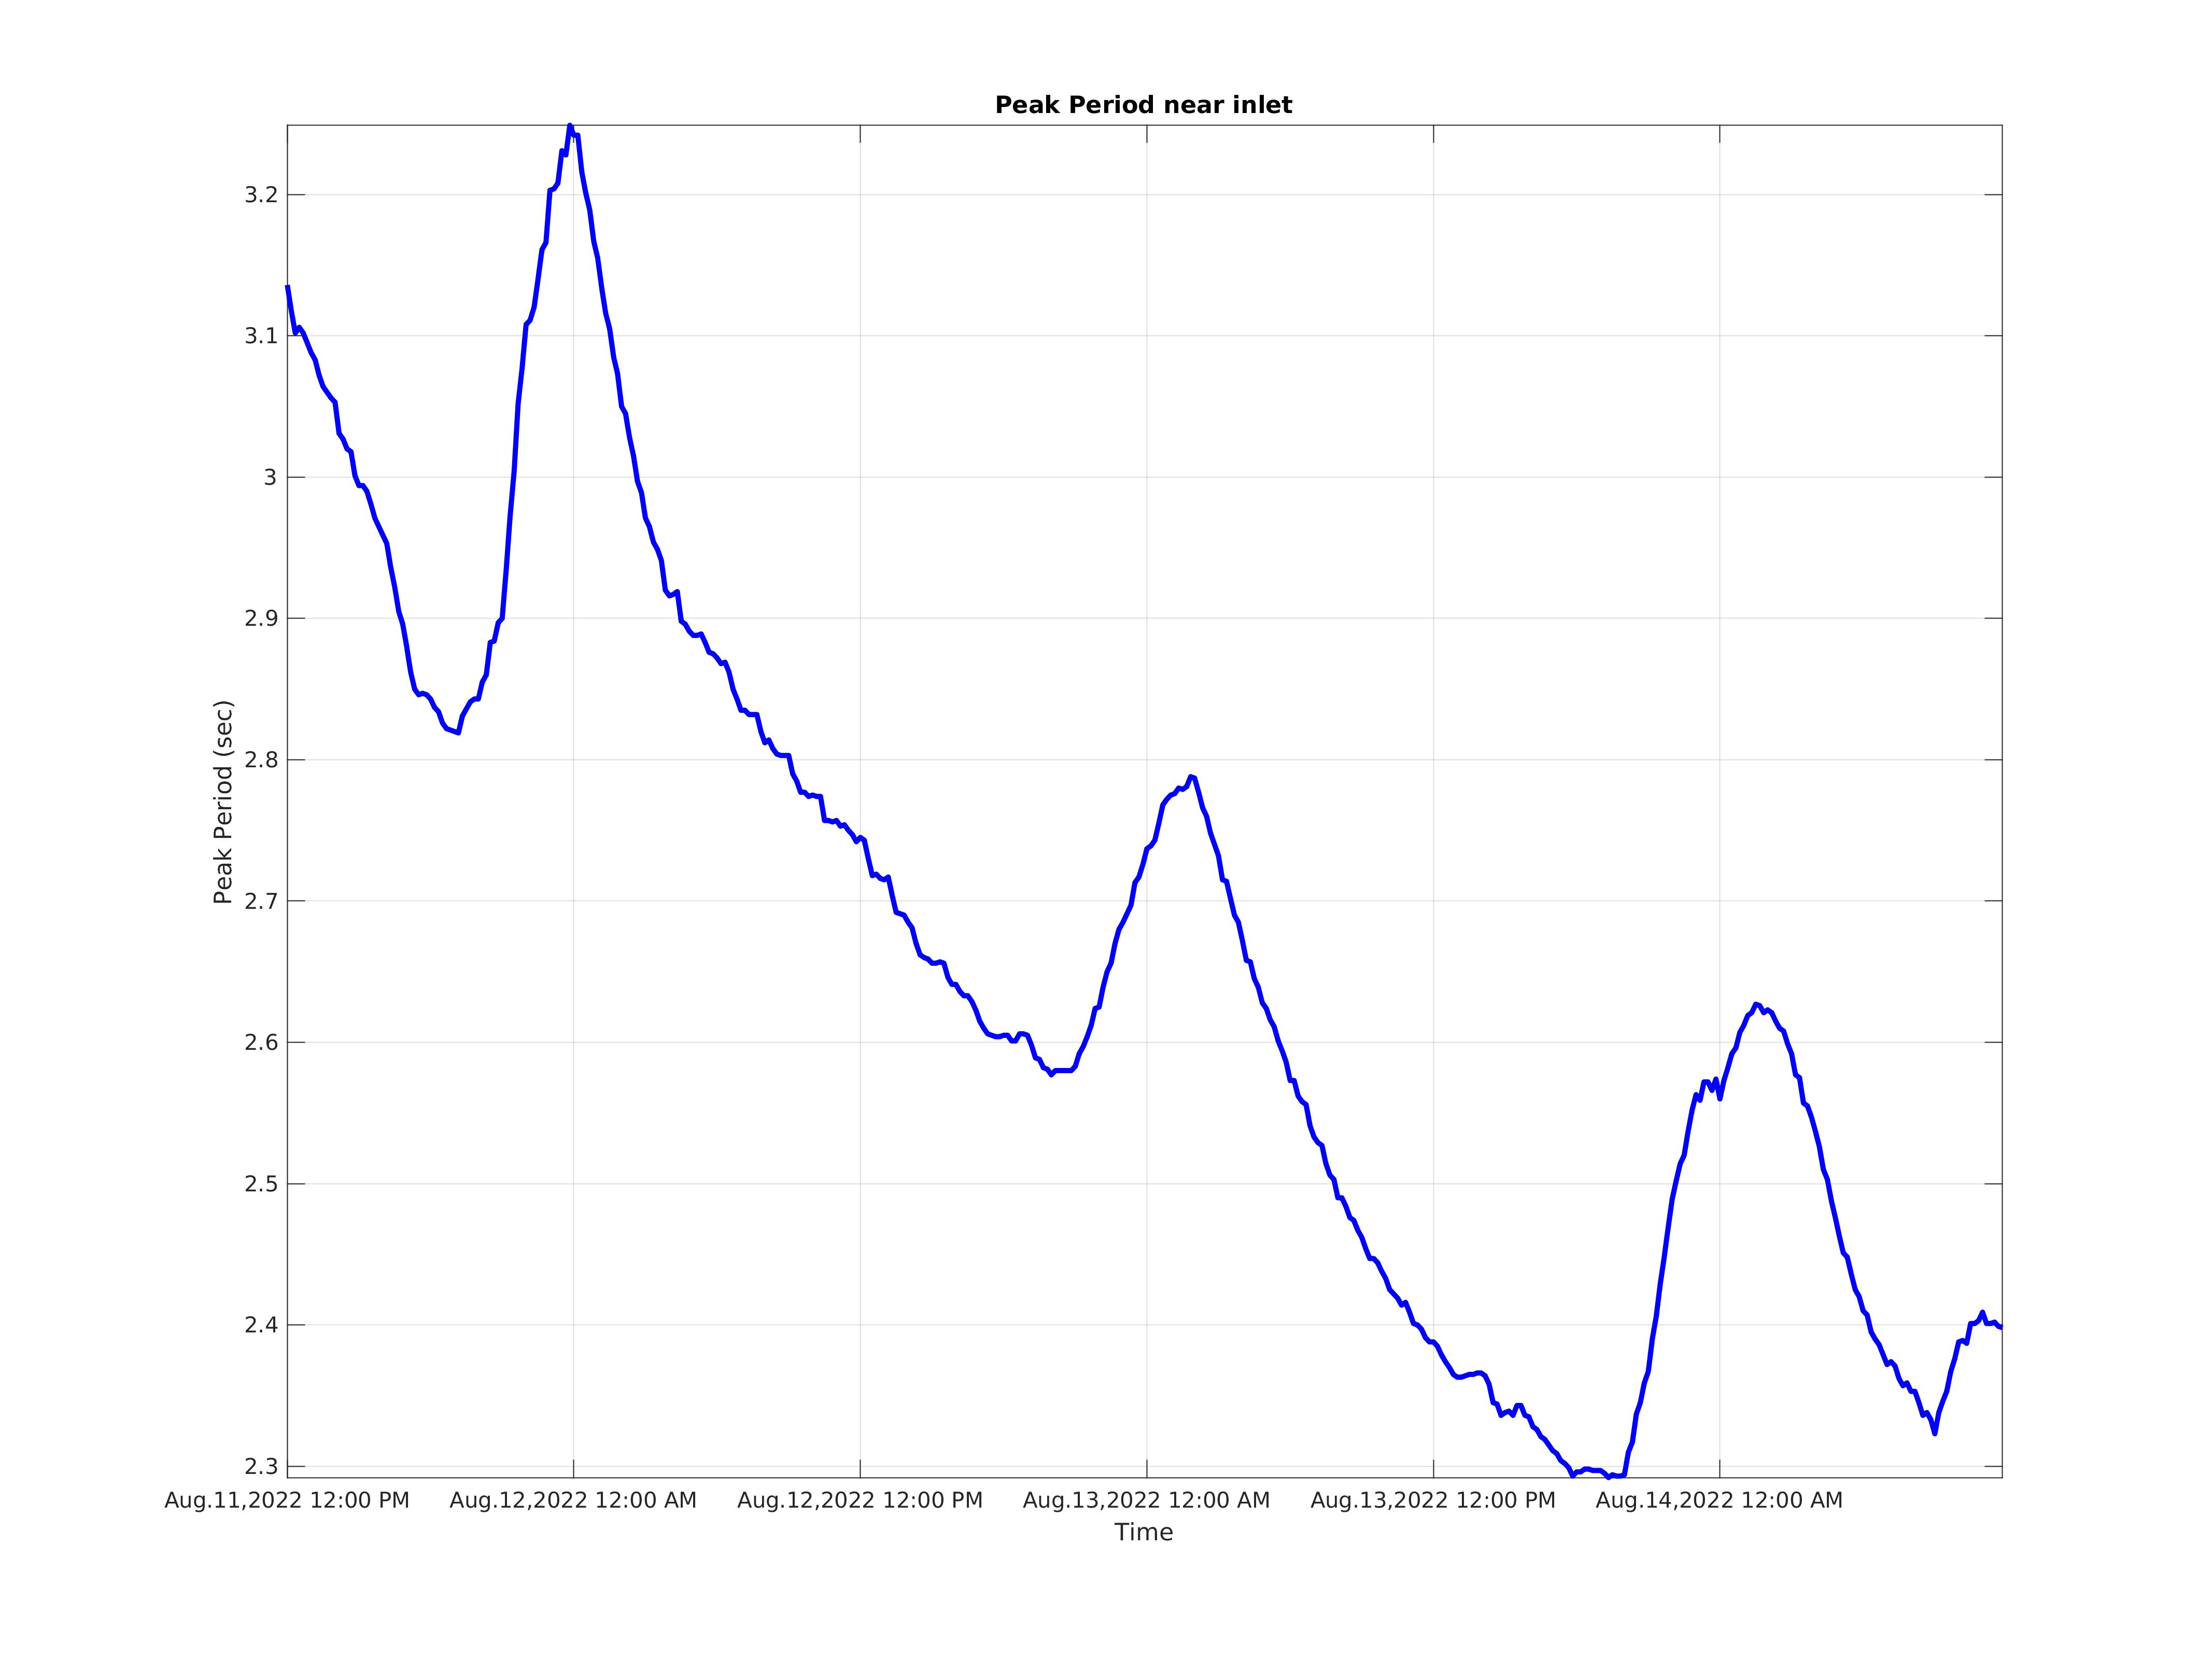 Peak Period near inlet
3.2
3.1
3
2.9
2.8
2.7
2.6
2.5
2.4
2.3
Peak Period (sec)
Aug.11,2022 12:00 PM Aug.12,2022 12:00 AM Aug.12,2022 12:00 PM Aug.13,2022 12:00 AM Aug.13,2022 12:00 PM Aug.14,2022 12:00 AM
Time